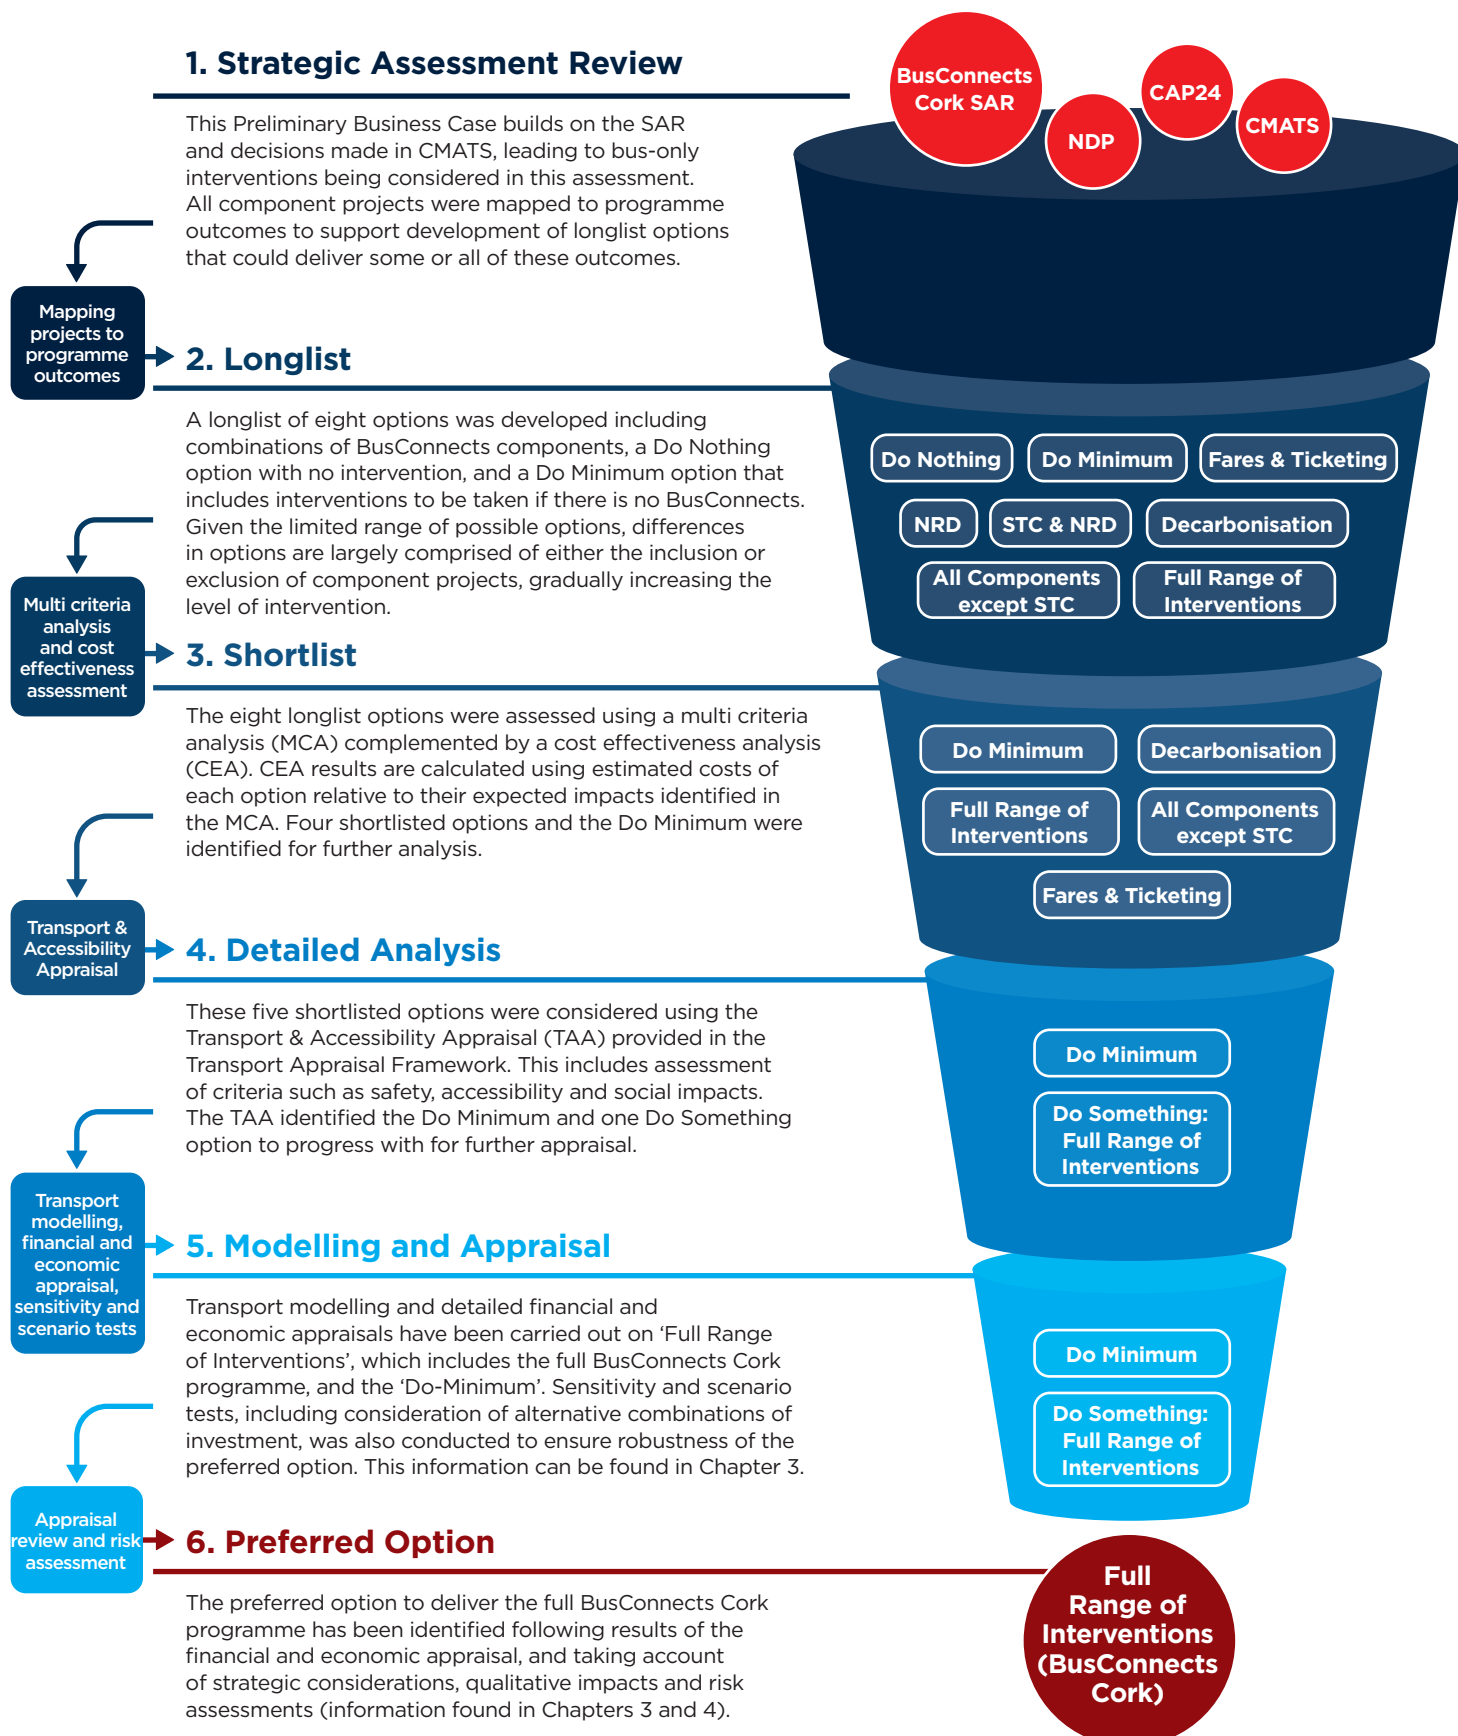 1. Strategic Assessment Review
This Preliminary Business Case builds on the SAR
and decisions made in CMATS, leading to bus-only
interventions being considered in this assessment.
All component projects were mapped to programme
outcomes to support development of longlist options
that could deliver some or all of these outcomes.
BusConnects
Cork SAR
NDP
CAP24
CMATS
Mapping
projects to
programme
outcomes
2. Longlist
A longlist of eight options was developed including
combinations of BusConnects components, a Do Nothing
option with no intervention, and a Do Minimum option that
includes interventions to be taken if there is no BusConnects.
Given the limited range of possible options, differences
in options are largely comprised of either the inclusion or
exclusion of component projects, gradually increasing the
level of intervention.
Do Nothing
Do Minimum
Fares & Ticketing
NRD
STC & NRD
Decarbonisation
All Components
except STC
Full Range of
Interventions
Multi criteria
analysis
and cost
effectiveness
assessment
3. Shortlist
The eight longlist options were assessed using a multi criteria
analysis (MCA) complemented by a cost effectiveness analysis
(CEA). CEA results are calculated using estimated costs of
each option relative to their expected impacts identified in
the MCA. Four shortlisted options and the Do Minimum were
identified for further analysis.
Do Minimum
Decarbonisation
Full Range of
Interventions
All Components
except STC
Fares & Ticketing
Transport &
Accessibility
Appraisal
4. Detailed Analysis
These five shortlisted options were considered using the
Transport & Accessibility Appraisal (TAA) provided in the
Transport Appraisal Framework. This includes assessment
of criteria such as safety, accessibility and social impacts.
The TAA identified the Do Minimum and one Do Something
option to progress with for further appraisal.
Do Minimum
Do Something:
Full Range of
Interventions
Transport
modelling,
financial and
economic
appraisal,
sensitivity and
scenario tests
5. Modelling and Appraisal
Transport modelling and detailed financial and
economic appraisals have been carried out on ‘Full Range
of Interventions’, which includes the full BusConnects Cork
programme, and the ‘Do-Minimum’. Sensitivity and scenario
tests, including consideration of alternative combinations of
investment, was also conducted to ensure robustness of the
preferred option. This information can be found in Chapter 3.
Do Minimum
Do Something:
Full Range of
Interventions
Appraisal
review and risk
assessment
6. Preferred Option
The preferred option to deliver the full BusConnects Cork
programme has been identified following results of the
financial and economic appraisal, and taking account
of strategic considerations, qualitative impacts and risk
assessments (information found in Chapters 3 and 4).
Full
Range of
Interventions
(BusConnects
Cork)